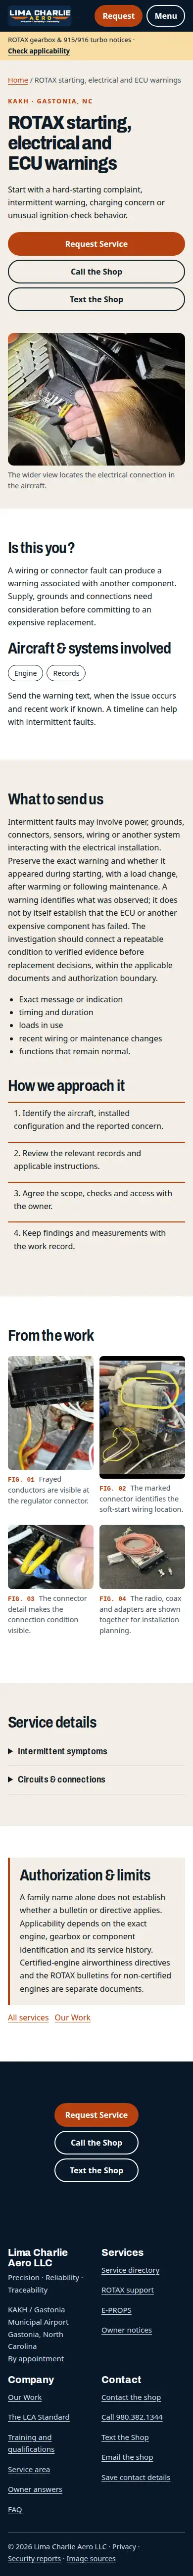 LIMA CHARLIE
AERO
Request
Menu
ROTAX gearbox & 915/916 turbo notices ·
Check applicability
Home / ROTAX starting, electrical and ECU warnings
KAKH · GASTONIA, NC
ROTAX starting,
electrical and
ECU warnings
Start with a hard-starting complaint,
intermittent warning, charging concern or
unusual ignition-check behavior.
Request Service
Call the Shop
Text the Shop
The wider view locates the electrical connection in
the aircraft.
Is this you?
A wiring or connector fault can produce a
warning associated with another component.
Supply, grounds and connections need
consideration before committing to an
expensive replacement.
Aircraft & systems involved
Engine
Records
Send the warning text, when the issue occurs
and recent work if known. A timeline can help
with intermittent faults.
What to send us
Intermittent faults may involve power, grounds,
connectors, sensors, wiring or another system
interacting with the electrical installation.
Preserve the exact warning and whether it
appeared during starting, with a load change,
after warming or following maintenance. A
warning identifies what was observed; it does
not by itself establish that the ECU or another
expensive component has failed. The
investigation should connect a repeatable
condition to verified evidence before
replacement decisions, within the applicable
documents and authorization boundary.
• Exact message or indication
• timing and duration
• loads in use
• recent wiring or maintenance changes
• functions that remain normal.
How we approach it
1. Identify the aircraft, installed
configuration and the reported concern.
2. Review the relevant records and
applicable instructions.
3. Agree the scope, checks and access with
the owner.
4. Keep findings and measurements with
the work record.
From the work
FIG. 01 Frayed
conductors are visible at
the regulator connector.
FIG. 02 The marked
connector identifies the
soft-start wiring location.
FIG. 03 The connector
detail makes the
connection condition
visible.
FIG. 04 The radio, coax
and adapters are shown
together for installation
planning.
Service details
Intermittent symptoms
Circuits & connections
Authorization & limits
A family name alone does not establish
whether a bulletin or directive applies.
Applicability depends on the exact
engine, gearbox or component
identification and its service history.
Certified-engine airworthiness directives
and the ROTAX bulletins for non-certified
engines are separate documents.
All services Our Work
Request Service
Call the Shop
Text the Shop
Lima Charlie
Aero LLC
Precision · Reliability ·
Traceability
KAKH / Gastonia
Municipal Airport
Gastonia, North
Carolina
By appointment
Services
Service directory
ROTAX support
E-PROPS
Owner notices
Company
Our Work
The LCA Standard
Training and
qualifications
Service area
Owner answers
FAQ
Contact
Contact the shop
Call 980.382.1344
Text the Shop
Email the shop
Save contact details
© 2026 Lima Charlie Aero LLC · Privacy ·
Security reports · Image sources